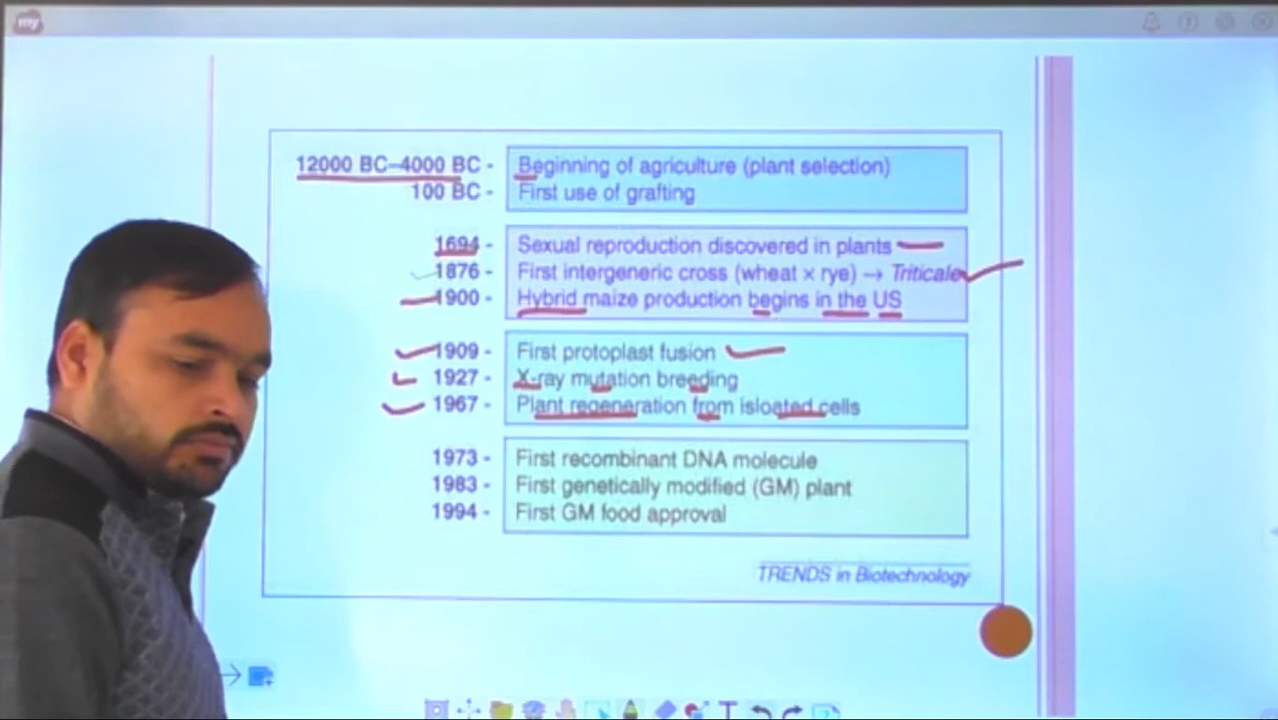 my
12000 BC–4000 BC - Beginning of agriculture (plant selection)
100 BC - First use of grafting
1694 - Sexual reproduction discovered in plants
1876 - First intergeneric cross (wheat × rye) → Triticale
1900 - Hybrid maize production begins in the US
1909 - First protoplast fusion
1927 - X-ray mutation breeding
1967 - Plant regeneration from isloated cells
1973 - First recombinant DNA molecule
1983 - First genetically modified (GM) plant
1994 - First GM food approval
TRENDS in Biotechnology